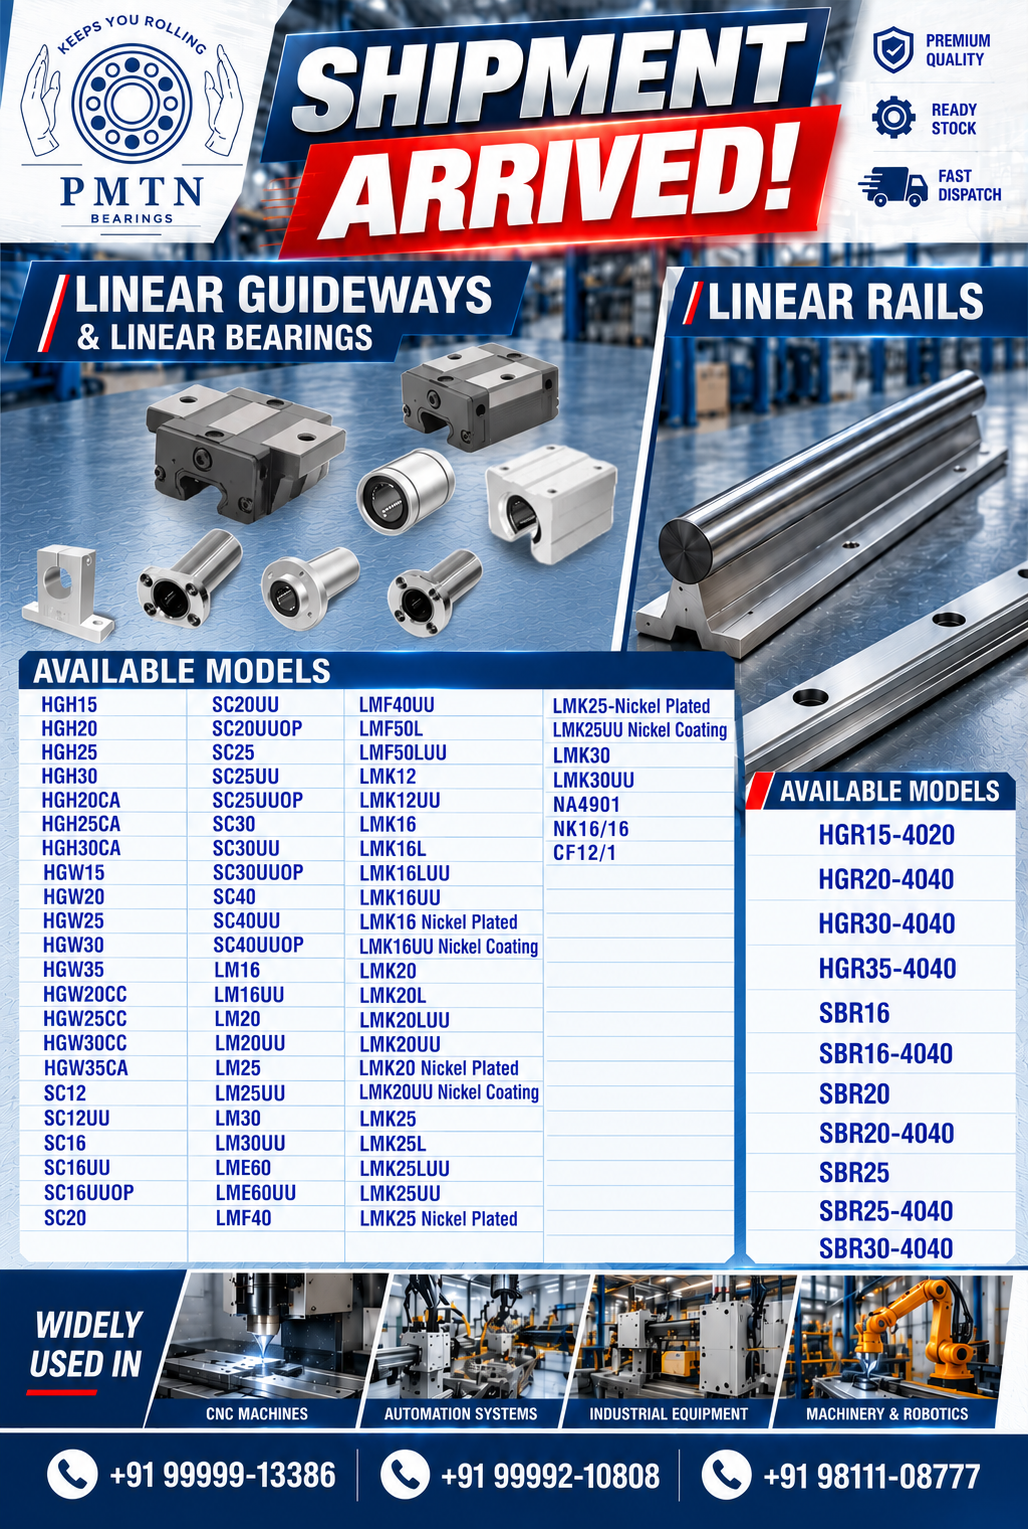 KEEPS YOU ROLLING
PMTN
BEARINGS
SHIPMENT
ARRIVED!
PREMIUM
QUALITY
READY
STOCK
FAST
DISPATCH
LINEAR GUIDEWAYS
& LINEAR BEARINGS
LINEAR RAILS
AVAILABLE MODELS
HGH15
HGH20
HGH25
HGH30
HGH20CA
HGH25CA
HGH30CA
HGW15
HGW20
HGW25
HGW30
HGW35
HGW20CC
HGW25CC
HGW30CC
HGW35CA
SC12
SC12UU
SC16
SC16UU
SC16UUOP
SC20
SC20UU
SC20UUOP
SC25
SC25UU
SC25UUOP
SC30
SC30UU
SC30UUOP
SC40
SC40UU
SC40UUOP
LM16
LM16UU
LM20
LM20UU
LM25
LM25UU
LM30
LM30UU
LME60
LME60UU
LMF40
LMF40UU
LMF50L
LMF50LUU
LMK12
LMK12UU
LMK16
LMK16L
LMK16LUU
LMK16UU
LMK16 Nickel Plated
LMK16UU Nickel Coating
LMK20
LMK20L
LMK20LUU
LMK20UU
LMK20 Nickel Plated
LMK20UU Nickel Coating
LMK25
LMK25L
LMK25LUU
LMK25UU
LMK25 Nickel Plated
LMK25-Nickel Plated
LMK25UU Nickel Coating
LMK30
LMK30UU
NA4901
NK16/16
CF12/1
AVAILABLE MODELS
HGR15-4020
HGR20-4040
HGR30-4040
HGR35-4040
SBR16
SBR16-4040
SBR20
SBR20-4040
SBR25
SBR25-4040
SBR30-4040
WIDELY
USED IN
CNC MACHINES
AUTOMATION SYSTEMS
INDUSTRIAL EQUIPMENT
MACHINERY & ROBOTICS
+91 99999-13386
+91 99992-10808
+91 98111-08777